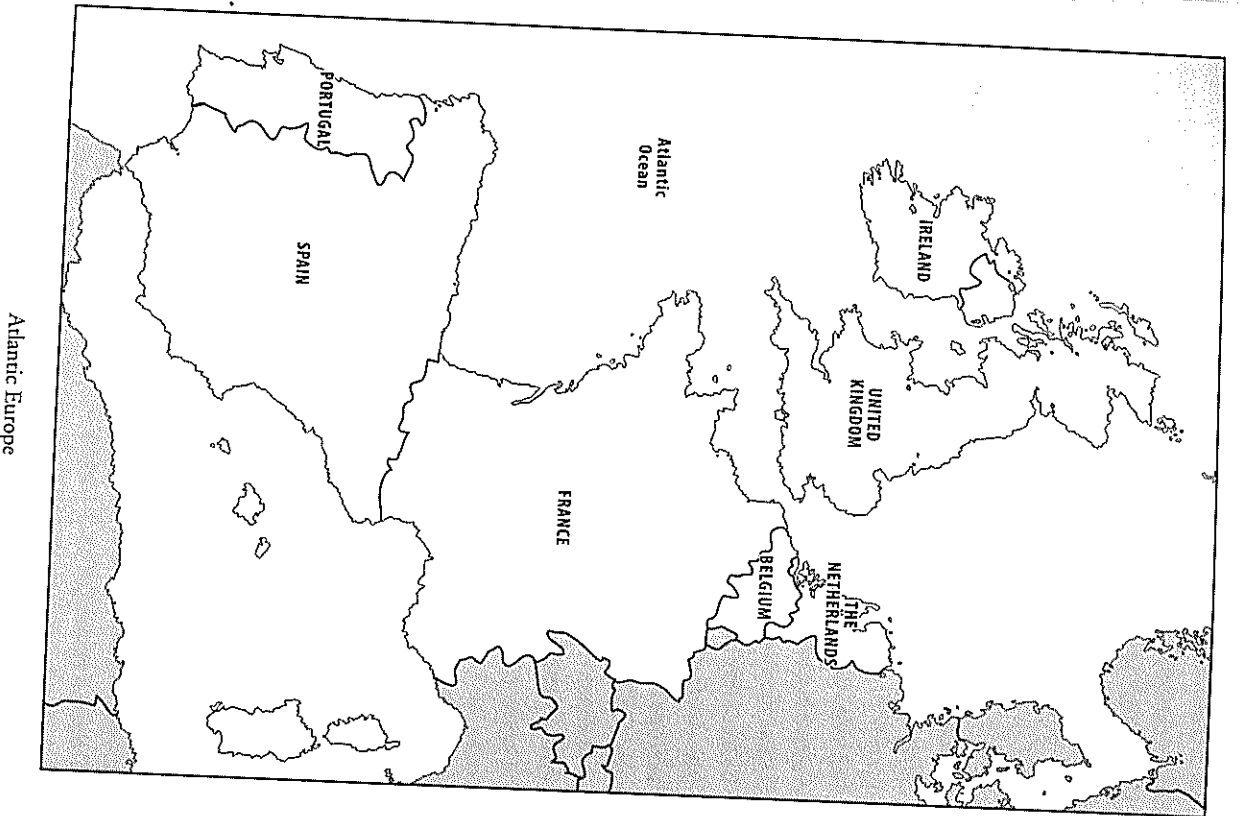 Atlantic
Ocean
IRELAND
UNITED
KINGDOM
(THE
NETHERLANDS
BELGIUM
FRANCE
PORTUGAL
SPAIN
Atlantic Europe